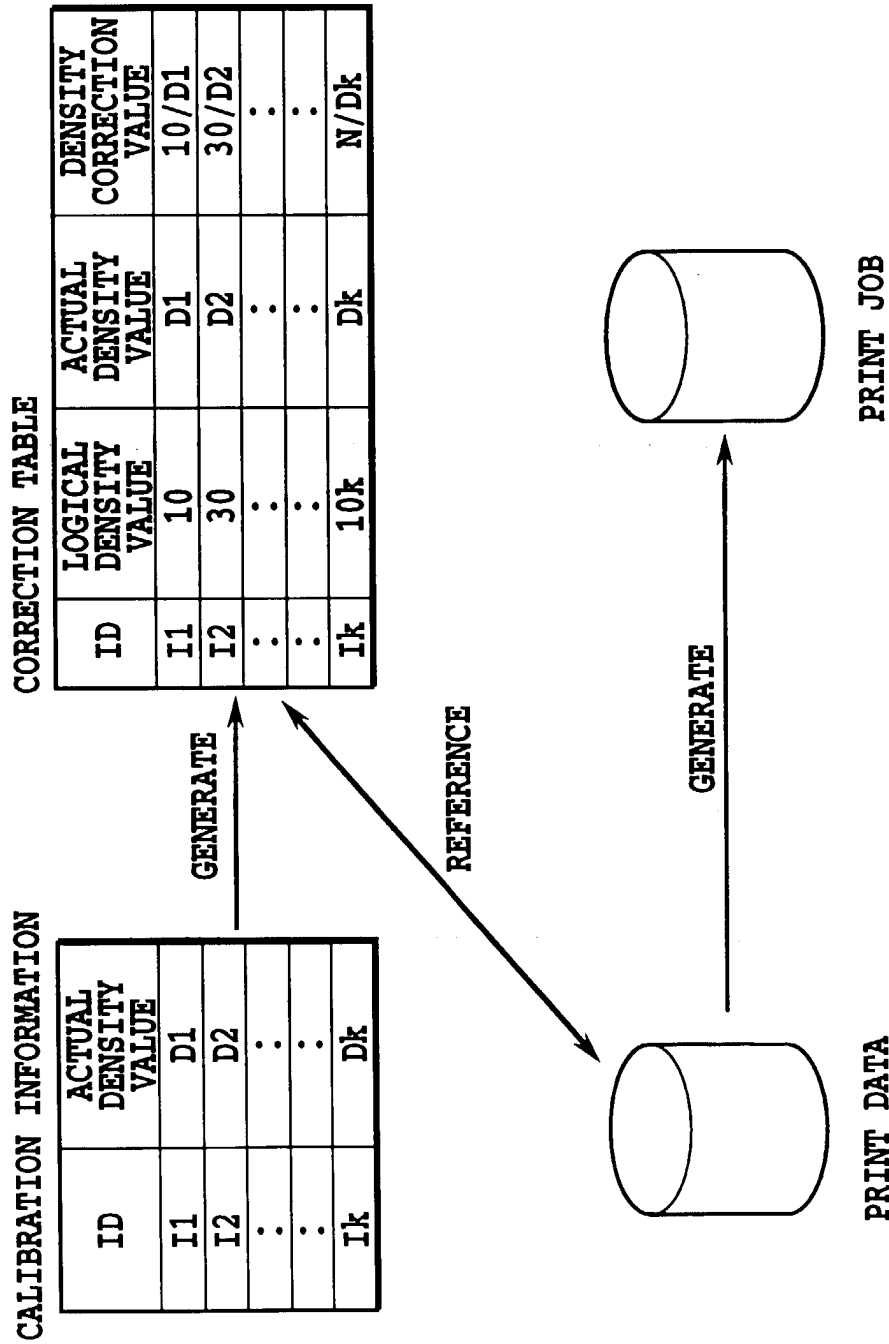 CALIBRATION INFORMATION
ID ACTUAL DENSITY VALUE
I1 D1
I2 D2
: :
: :
Ik Dk
GENERATE
CORRECTION TABLE
ID LOGICAL DENSITY VALUE ACTUAL DENSITY VALUE DENSITY CORRECTION VALUE
I1 10 D1 10/D1
I2 30 D2 30/D2
: : : :
: : : :
Ik 10k Dk N/Dk
REFERENCE
GENERATE
PRINT DATA
PRINT JOB